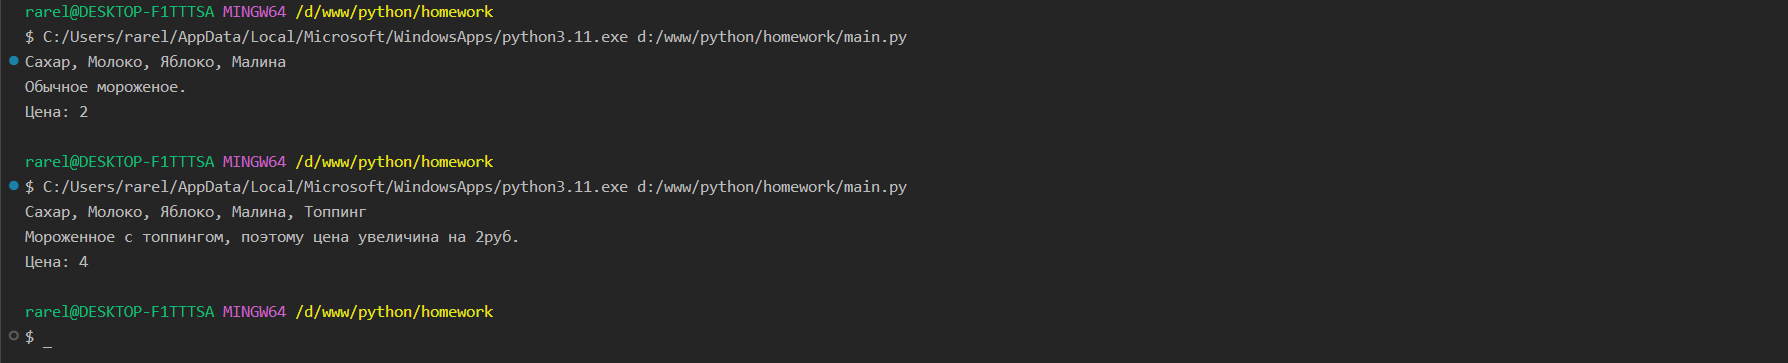 rarel@DESKTOP-F1TTTSA MINGW64 /d/www/python/homework
$ C:/Users/rarel/AppData/Local/Microsoft/WindowsApps/python3.11.exe d:/www/python/homework/main.py
Сахар, Молоко, Яблоко, Малина
Обычное мороженое.
Цена: 2
rarel@DESKTOP-F1TTTSA MINGW64 /d/www/python/homework
$ C:/Users/rarel/AppData/Local/Microsoft/WindowsApps/python3.11.exe d:/www/python/homework/main.py
Сахар, Молоко, Яблоко, Малина, Топпинг
Мороженное с топпингом, поэтому цена увеличина на 2руб.
Цена: 4
rarel@DESKTOP-F1TTTSA MINGW64 /d/www/python/homework
$ _